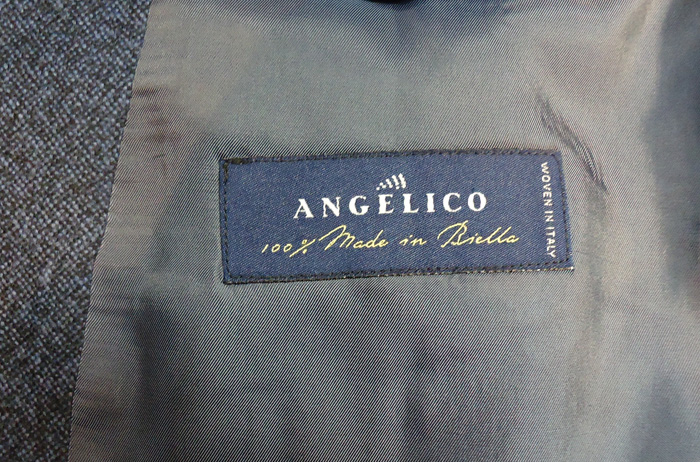 ANGELICO
100% Made in Biella
WOVEN IN ITALY